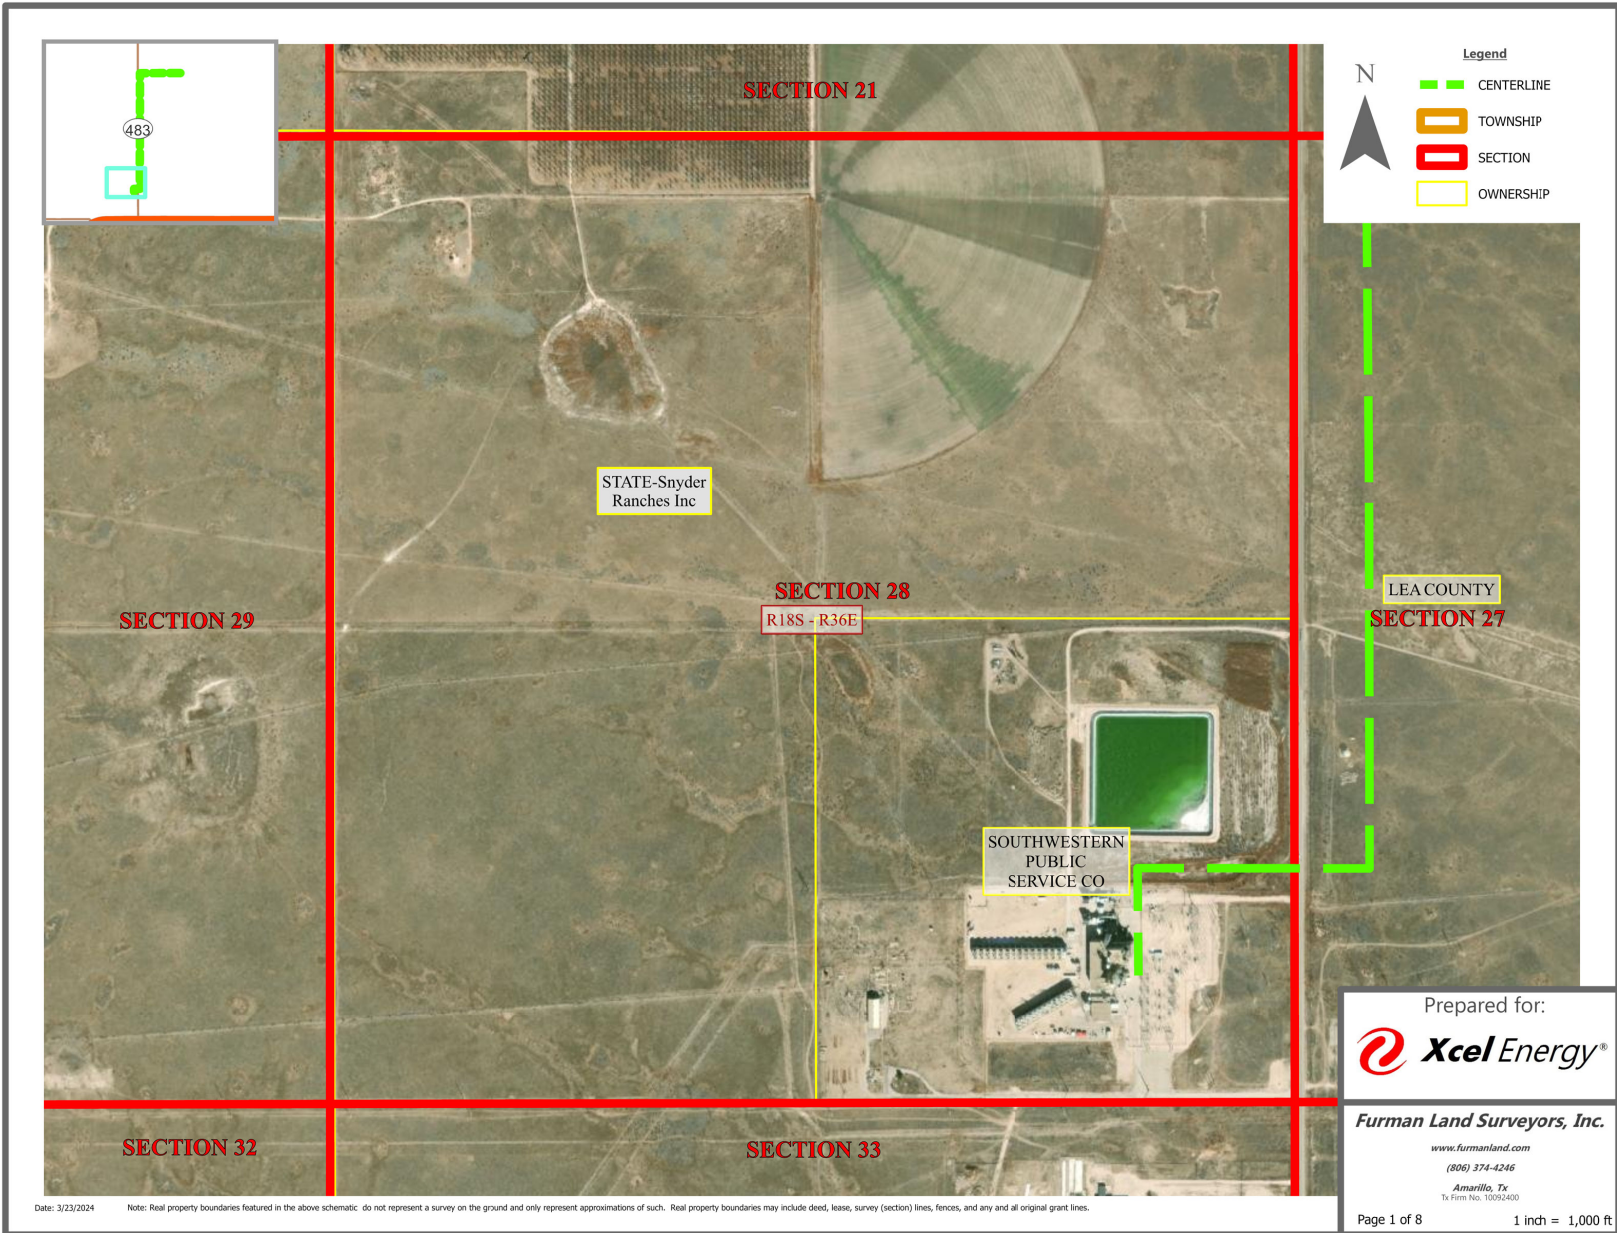 483
N
Legend
CENTERLINE
TOWNSHIP
SECTION
OWNERSHIP
SECTION 21
STATE-Snyder
Ranches Inc
SECTION 28
R18S - R36E
SECTION 29
LEA COUNTY
SECTION 27
SOUTHWESTERN
PUBLIC
SERVICE CO
SECTION 32
SECTION 33
Prepared for:
Xcel Energy®
Furman Land Surveyors, Inc.
www.furmanland.com
(806) 374-4246
Amarillo, Tx
Tx Firm No. 10092400
Page 1 of 8 1 inch = 1,000 ft
Date: 3/23/2024 Note: Real property boundaries featured in the above schematic do not represent a survey on the ground and only represent approximations of such. Real property boundaries may include deed, lease, survey (section) lines, fences, and any and all original grant lines.